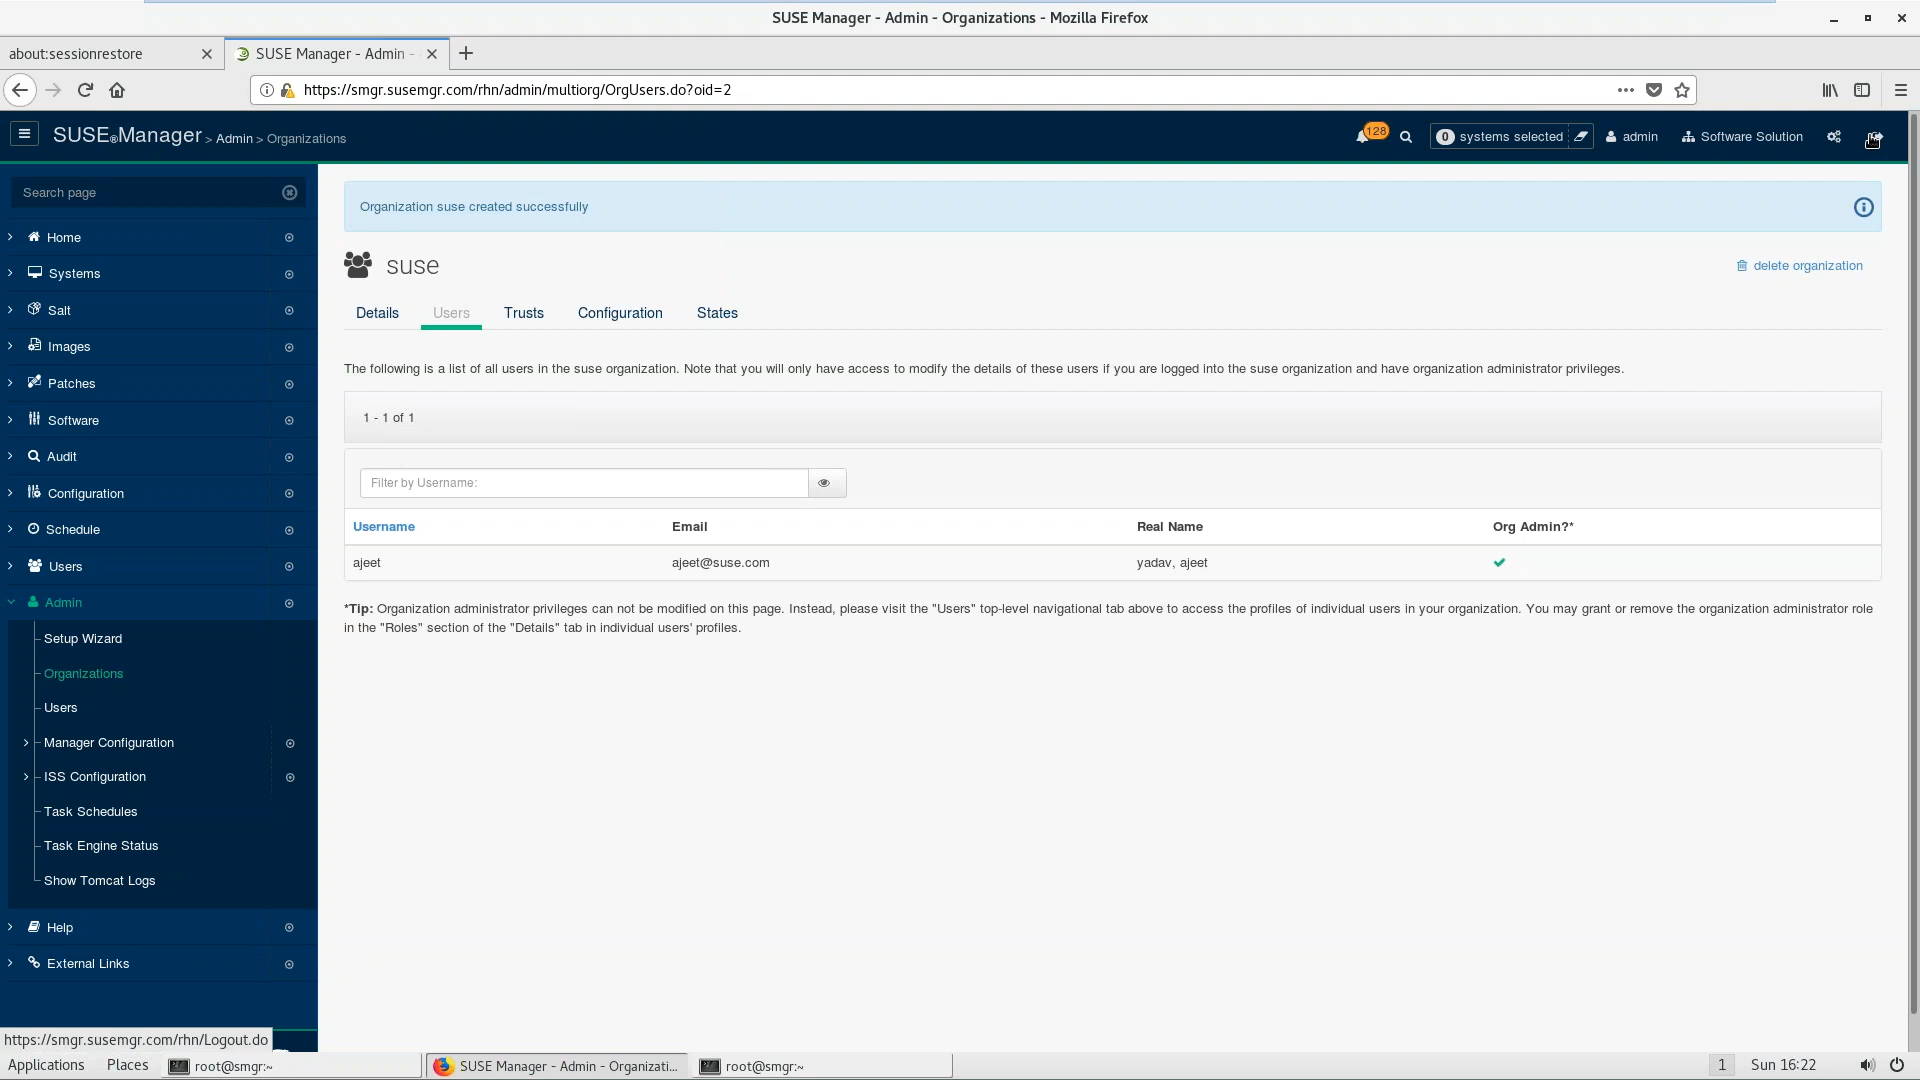 SUSE Manager - Admin - Organizations - Mozilla Firefox
about:sessionrestore
SUSE Manager - Admin -
https://smgr.susemgr.com/rhn/admin/multiorg/OrgUsers.do?oid=2
SUSE®Manager > Admin > Organizations
128
0 systems selected
admin
Software Solution
Search page
Home
Systems
Salt
Images
Patches
Software
Audit
Configuration
Schedule
Users
Admin
Setup Wizard
Organizations
Users
Manager Configuration
ISS Configuration
Task Schedules
Task Engine Status
Show Tomcat Logs
Help
External Links
Organization suse created successfully
suse
delete organization
Details Users Trusts Configuration States
The following is a list of all users in the suse organization. Note that you will only have access to modify the details of these users if you are logged into the suse organization and have organization administrator privileges.
1 - 1 of 1
Filter by Username:
Username Email Real Name Org Admin?*
ajeet ajeet@suse.com yadav, ajeet
*Tip: Organization administrator privileges can not be modified on this page. Instead, please visit the "Users" top-level navigational tab above to access the profiles of individual users in your organization. You may grant or remove the organization administrator role
in the "Roles" section of the "Details" tab in individual users' profiles.
https://smgr.susemgr.com/rhn/Logout.do
Applications Places root@smgr:~ SUSE Manager - Admin - Organizati... root@smgr:~ 1 Sun 16:22